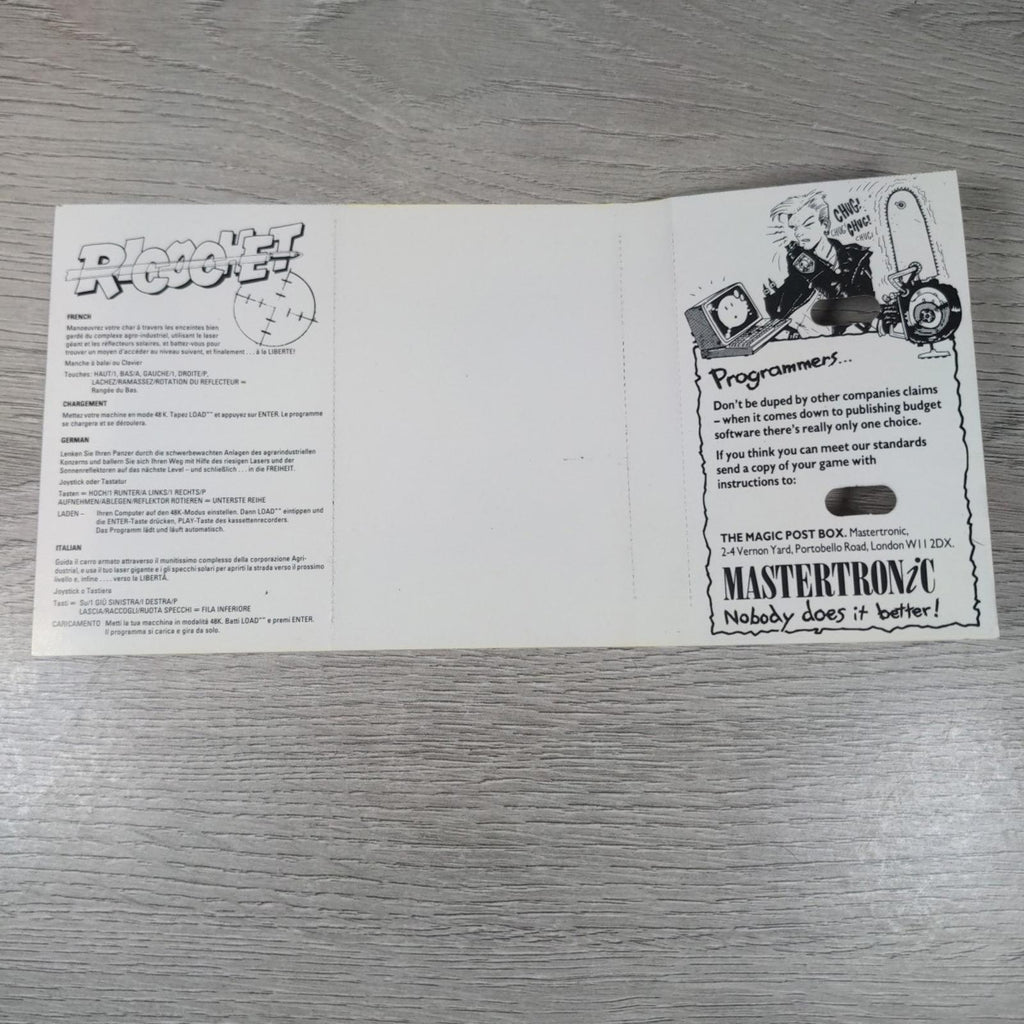 RICOCHET
FRENCH
Manoeuvrez votre char à travers les enceintes bien
gardé du complexe agro-industriel, utilisant le laser
géant et les réflecteurs solaires, et battez-vous pour
trouver un moyen d'accéder au niveau suivant, et finalement . . . à la LIBERTE!
Manche à balai ou Clavier
Touches: HAUT/1, BAS/A, GAUCHE/1, DROITE/P,
LACHEZ/RAMASSEZ/ROTATION DU REFLECTEUR =
Rangée du Bas.
CHARGEMENT
Mettez votre machine en mode 48 K. Tapez LOAD"" et appuyez sur ENTER. Le programme
se chargera et se déroulera.
GERMAN
Lenken Sie Ihren Panzer durch die schwerbewachten Anlagen des agrarindustriellen
Konzerns und ballern Sie sich Ihren Weg mit Hilfe des riesigen Lasers und der
Sonnenreflektoren auf das nächste Level – und schließlich . . . in die FREIHEIT.
Joystick oder Tastatur
Tasten = HOCH/1 RUNTER/A LINKS/1 RECHTS/P
AUFNEHMEN/ABLEGEN/REFLEKTOR ROTIEREN = UNTERSTE REIHE
LADEN – Ihren Computer auf den 48K-Modus einstellen. Dann LOAD"" eintippen und
die ENTER-Taste drücken, PLAY-Taste des kassettenrecorders.
Das Programm lädt und läuft automatisch.
ITALIAN
Guida il carro armato attraverso il munitissimo complesso della corporazione Agri-
dustrial, e usa il tuo laser gigante e i gli specchi solari per aprirti la strada verso il prossimo
livello e, infine . . . . verso la LIBERTÀ.
Joystick o Tastiera
Tasti = Su/1 GIÙ SINISTRA/1 DESTRA/P
LASCIA/RACCOGLI/RUOTA SPECCHI = FILA INFERIORE
CARICAMENTO Metti la tua macchina in modalità 48K. Batti LOAD"" e premi ENTER.
Il programma si carica e gira da solo.
CHUG!
CHUG!
CHUG!
CHUG!
Programmers...
Don't be duped by other companies claims
– when it comes down to publishing budget
software there's really only one choice.
If you think you can meet our standards
send a copy of your game with
instructions to:
THE MAGIC POST BOX. Mastertronic,
2-4 Vernon Yard, Portobello Road, London W11 2DX.
MASTERTRONiC
Nobody does it better!